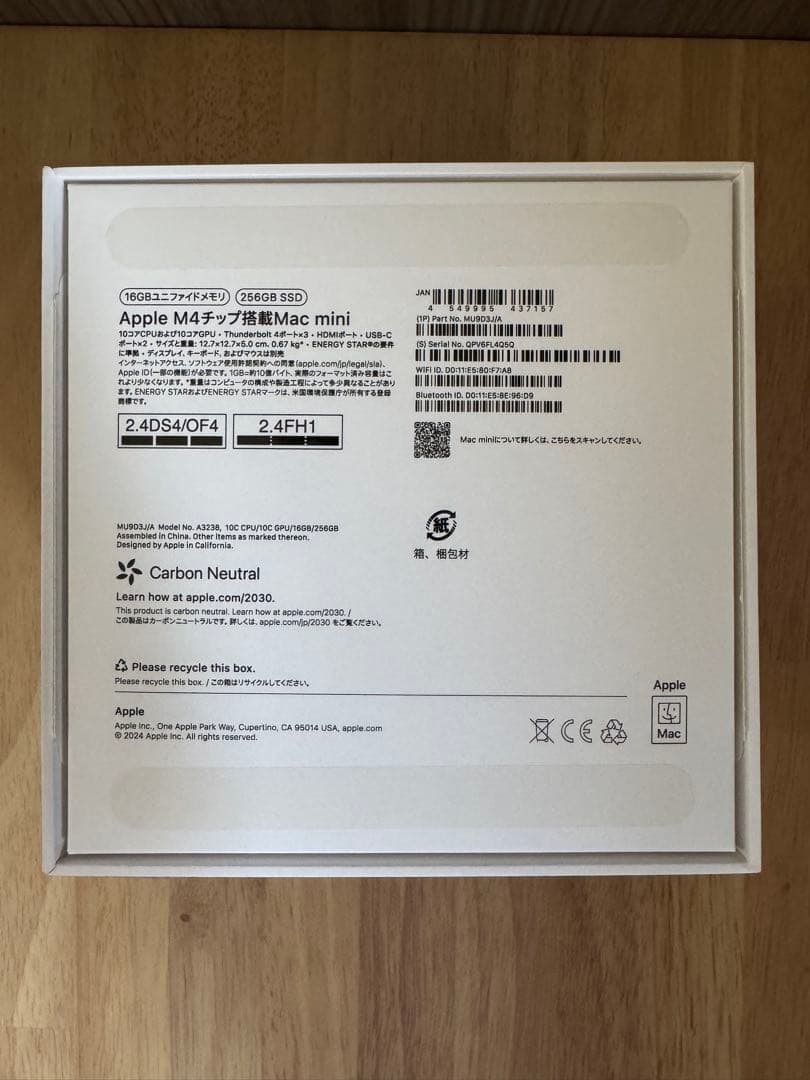 16GBユニファイドメモリ 256GB SSD
Apple M4チップ搭載Mac mini
10コアCPUおよび10コアGPU・Thunderbolt 4ポート×3・HDMIポート・USB-C
ポート×2・サイズと重量: 12.7×12.7×5.0 cm, 0.67 kg*・ENERGY STAR®の要件
に準拠・ディスプレイ、キーボード、およびマウスは別売
インターネットアクセス、ソフトウェア使用許諾契約への同意(apple.com/jp/legal/sla)、
Apple ID(一部の機能)が必要です。1GB=約10億バイト、実際のフォーマット済み容量はこ
れより少なくなります。*重量はコンピュータの構成や製造工程によって多少異なることがあり
ます。ENERGY STARおよびENERGY STARマークは、米国環境保護庁が所有する登録
商標です。
2.4DS4/OF4 2.4FH1
JAN
4 549995 437157
(1P) Part No. MU9D3J/A
(S) Serial No. QPV6FL4Q5Q
WiFi ID. D0:11:E5:80:F7:A8
Bluetooth ID. D0:11:E5:8E:96:D9
Mac miniについて詳しくは、こちらをスキャンしてください。
MU9D3J/A Model No. A3238, 10C CPU/10C GPU/16GB/256GB
Assembled in China. Other items as marked thereon.
Designed by Apple in California.
紙
箱、梱包材
Carbon Neutral
Learn how at apple.com/2030.
This product is carbon neutral. Learn how at apple.com/2030. /
この製品はカーボンニュートラルです。詳しくは、apple.com/jp/2030 をご覧ください。
Please recycle this box.
Please recycle this box. / この箱はリサイクルしてください。
Apple
Apple Inc., One Apple Park Way, Cupertino, CA 95014 USA, apple.com
© 2024 Apple Inc. All rights reserved.
CE
Apple
Mac